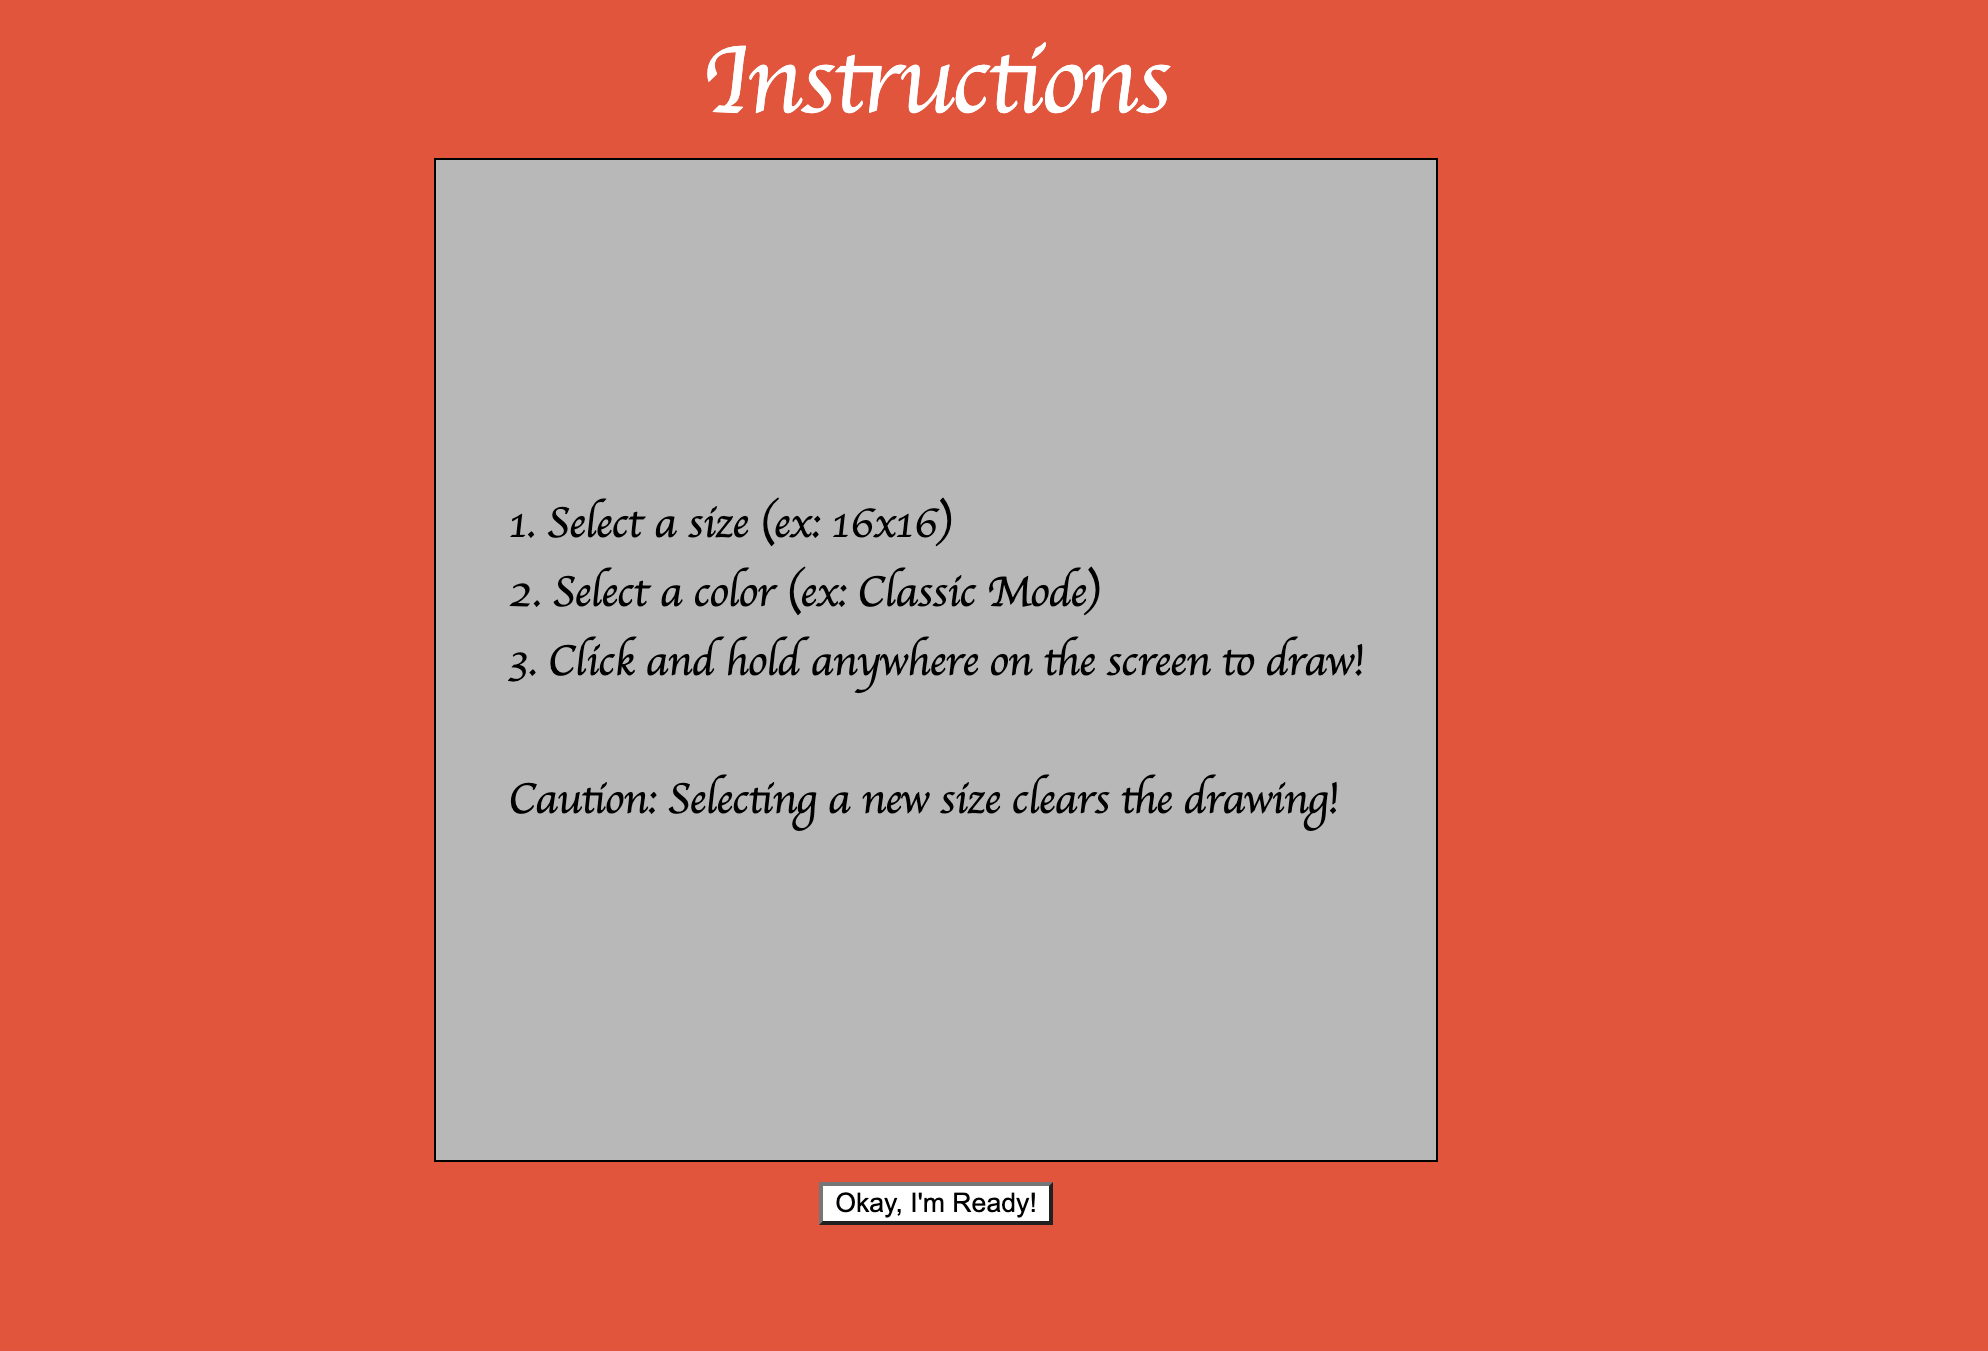 Instructions
1. Select a size (ex: 16x16)
2. Select a color (ex: Classic Mode)
3. Click and hold anywhere on the screen to draw!
Caution: Selecting a new size clears the drawing!
Okay, I'm Ready!